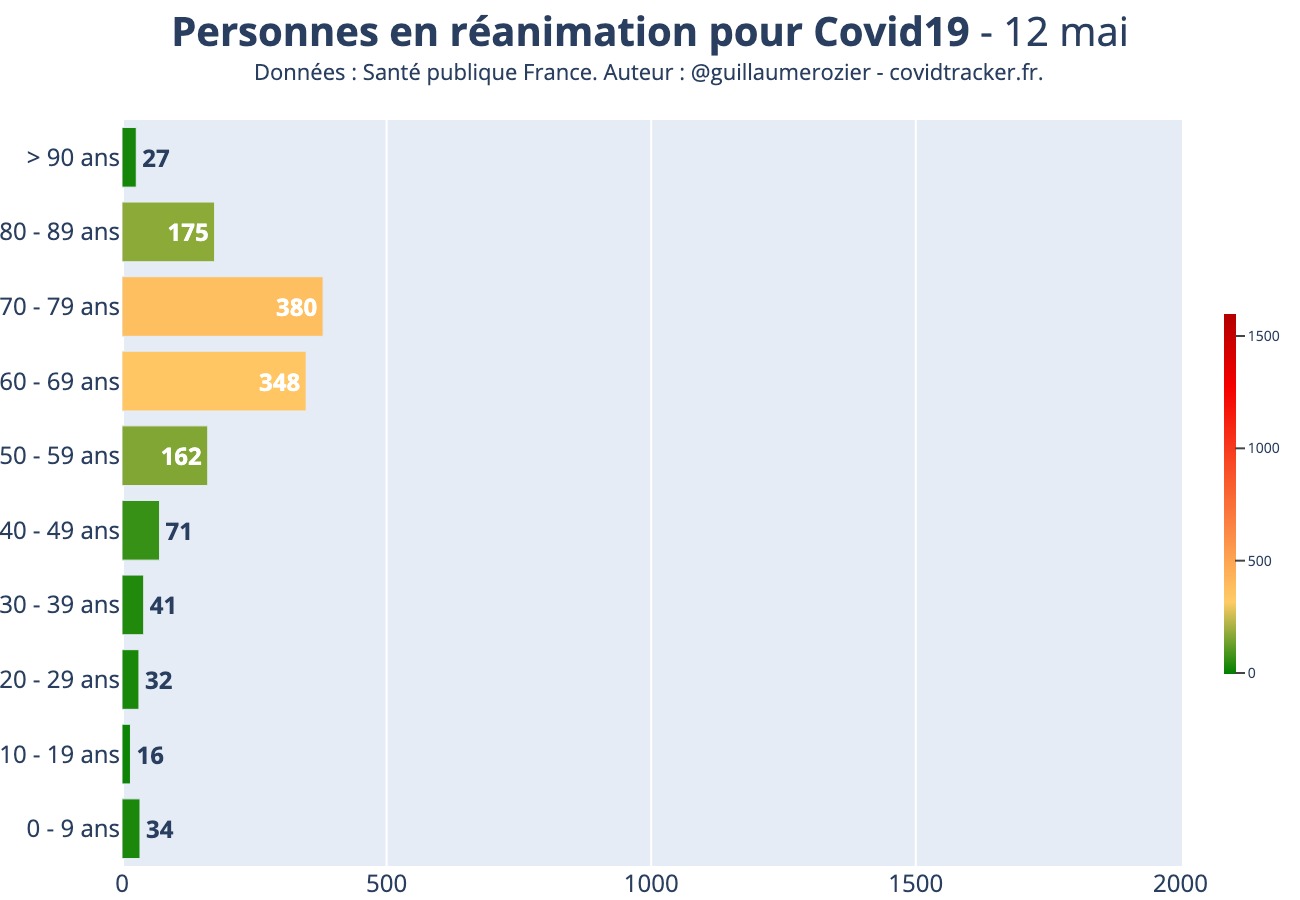 Personnes en réanimation pour Covid19 - 12 mai
Données : Santé publique France. Auteur : @guillaumerozier - covidtracker.fr.
> 90 ans 27
80 - 89 ans 175
70 - 79 ans 380
60 - 69 ans 348
50 - 59 ans 162
40 - 49 ans 71
30 - 39 ans 41
20 - 29 ans 32
10 - 19 ans 16
0 - 9 ans 34
0 500 1000 1500 2000
1500
1000
500
0